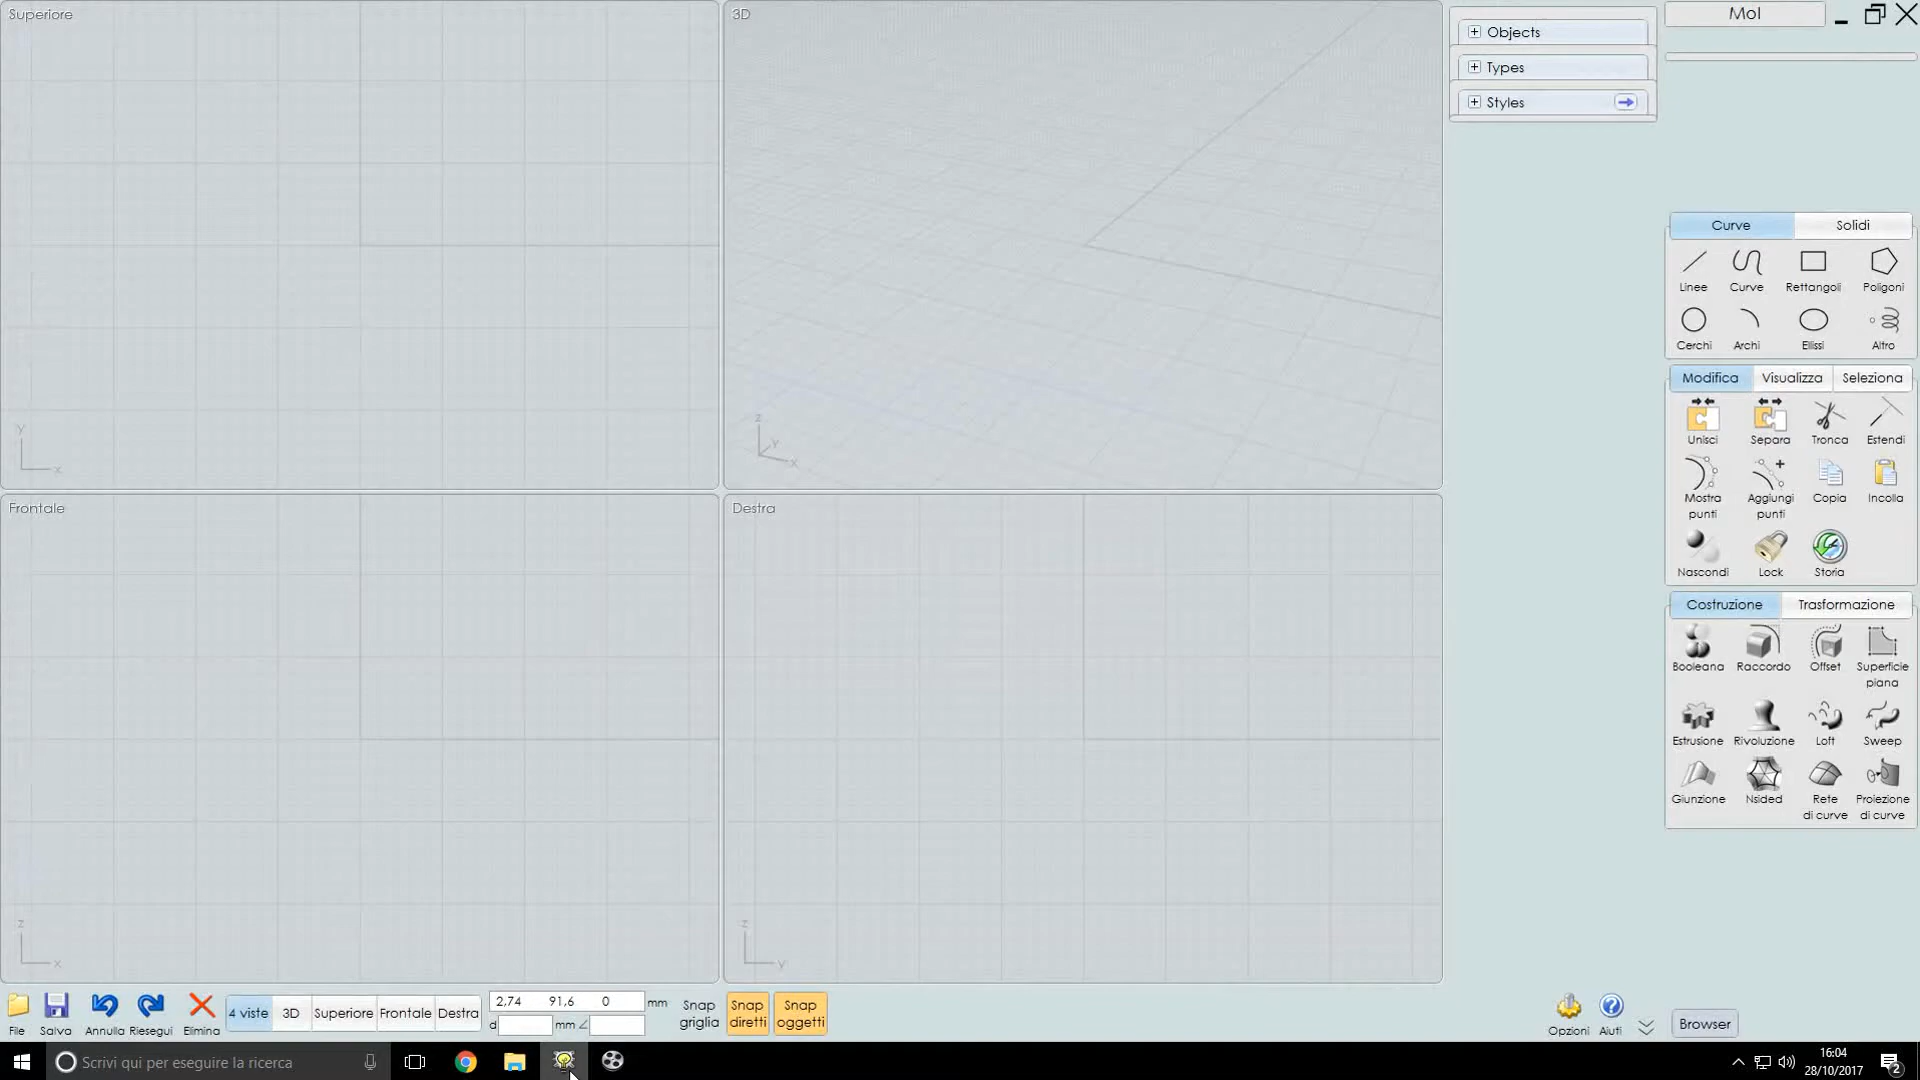 Superiore
3D
Objects
Types
Styles
MoI
Curve Solidi
Linee Curve Rettangoli Poligoni
Cerchi Archi Ellissi Altro
Modifica Visualizza Seleziona
Unisci Separa Tronca Estendi
Mostra punti
Aggiungi punti
Copia Incolla
Nascondi Lock Storia
Costruzione Trasformazione
Booleana Raccordo Offset
Superficie piana
Estrusione Rivoluzione Loft Sweep
Giunzione Nsided
Rete di curve
Proiezione di curve
z
Y
x
Y
x
Frontale
Destra
z
x
z
Y
File Salva Annulla Riesegui Elimina
4 viste 3D Superiore Frontale Destra
2,74 91,6 0 mm
d mm ∠
Snap griglia
Snap diretti
Snap oggetti
Opzioni Aiuti
Browser
Scrivi qui per eseguire la ricerca
16:04
28/10/2017
2